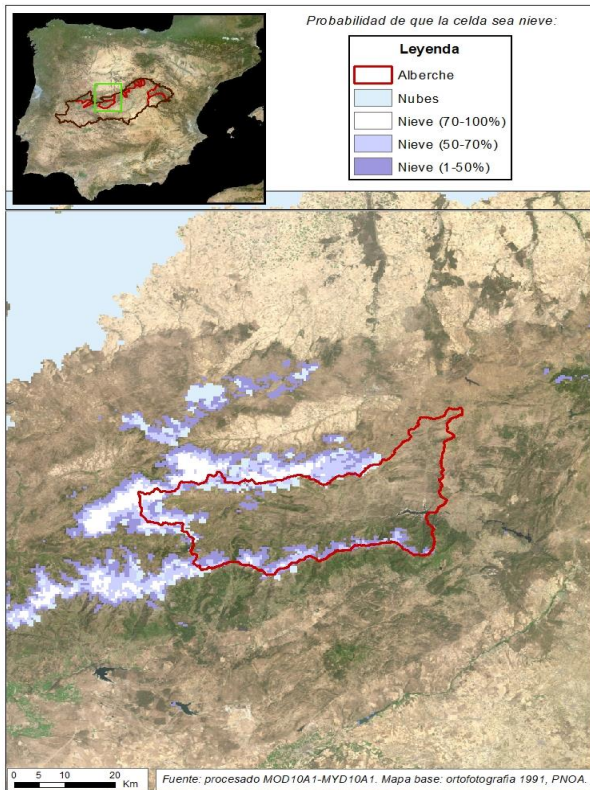 Probabilidad de que la celda sea nieve:
Leyenda
Alberche
Nubes
Nieve (70-100%)
Nieve (50-70%)
Nieve (1-50%)
0 5 10 20
Km
Fuente: procesado MOD10A1-MYD10A1. Mapa base: ortofotografia 1991, PNOA.